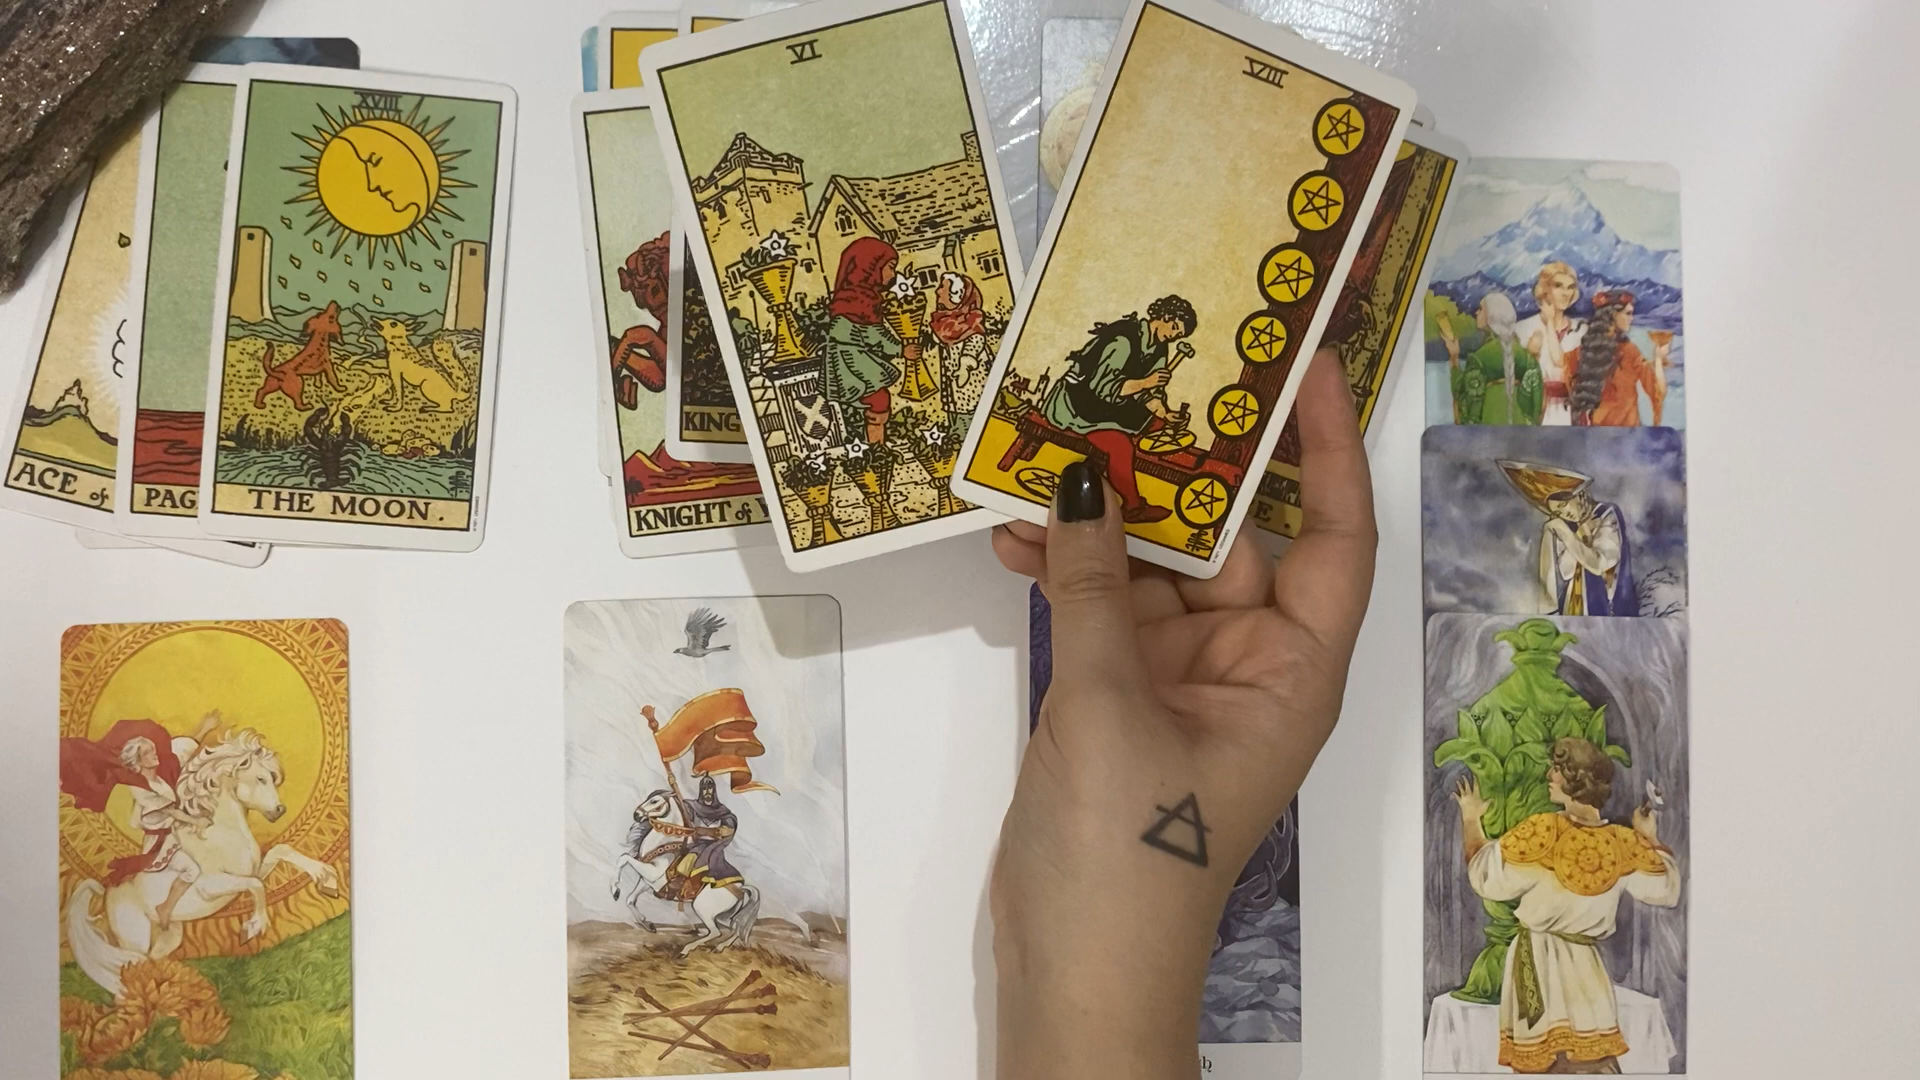 XVIII
THE MOON.
ACE of
PAG
VI
VIII
KING
KNIGHT of
E.